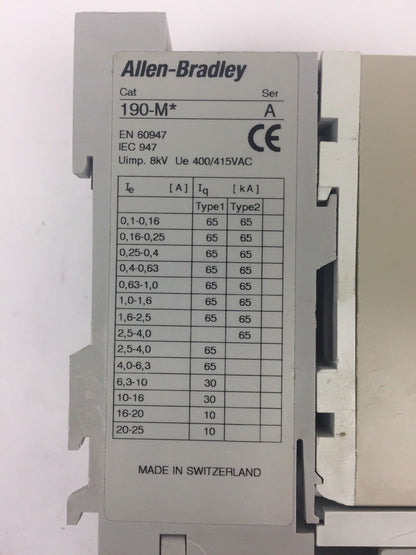 Allen-Bradley
Cat Ser
190-M* A
EN 60947
IEC 947
CE
Uimp. 8kV Ue 400/415VAC
Ie [A] Iq [kA]
Type1 Type2
0,1-0,16 65 65
0,16-0,25 65 65
0,25-0,4 65 65
0,4-0,63 65 65
0,63-1,0 65 65
1,0-1,6 65 65
1,6-2,5 65 65
2,5-4,0 65
2,5-4,0 65
4,0-6,3 65
6,3-10 30
10-16 30
16-20 10
20-25 10
MADE IN SWITZERLAND